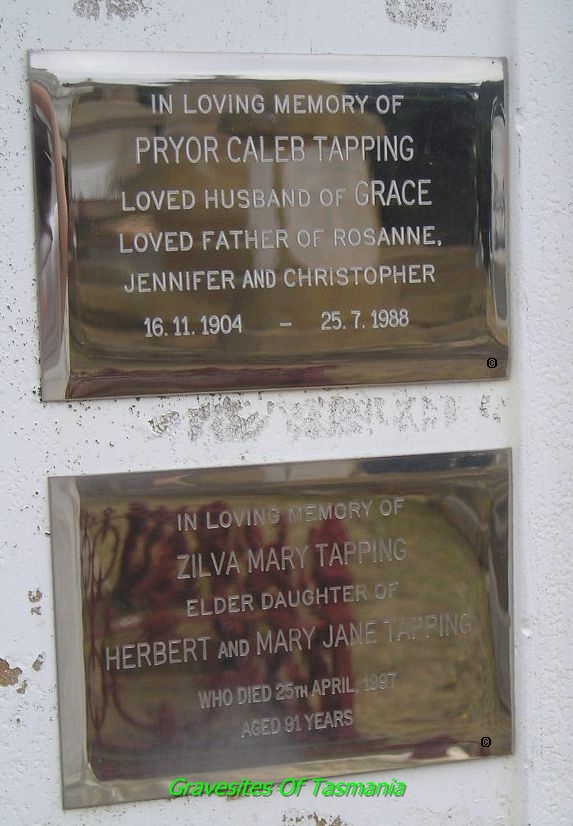 IN LOVING MEMORY OF
PRYOR CALEB TAPPING
LOVED HUSBAND OF GRACE
LOVED FATHER OF ROSANNE,
JENNIFER AND CHRISTOPHER
16.11.1904 – 25.7.1988
©
IN LOVING MEMORY OF
ZILVA MARY TAPPING
ELDER DAUGHTER OF
HERBERT AND MARY JANE TAPPING
WHO DIED 25TH APRIL, 1997
AGED 91 YEARS
©
Gravesites Of Tasmania